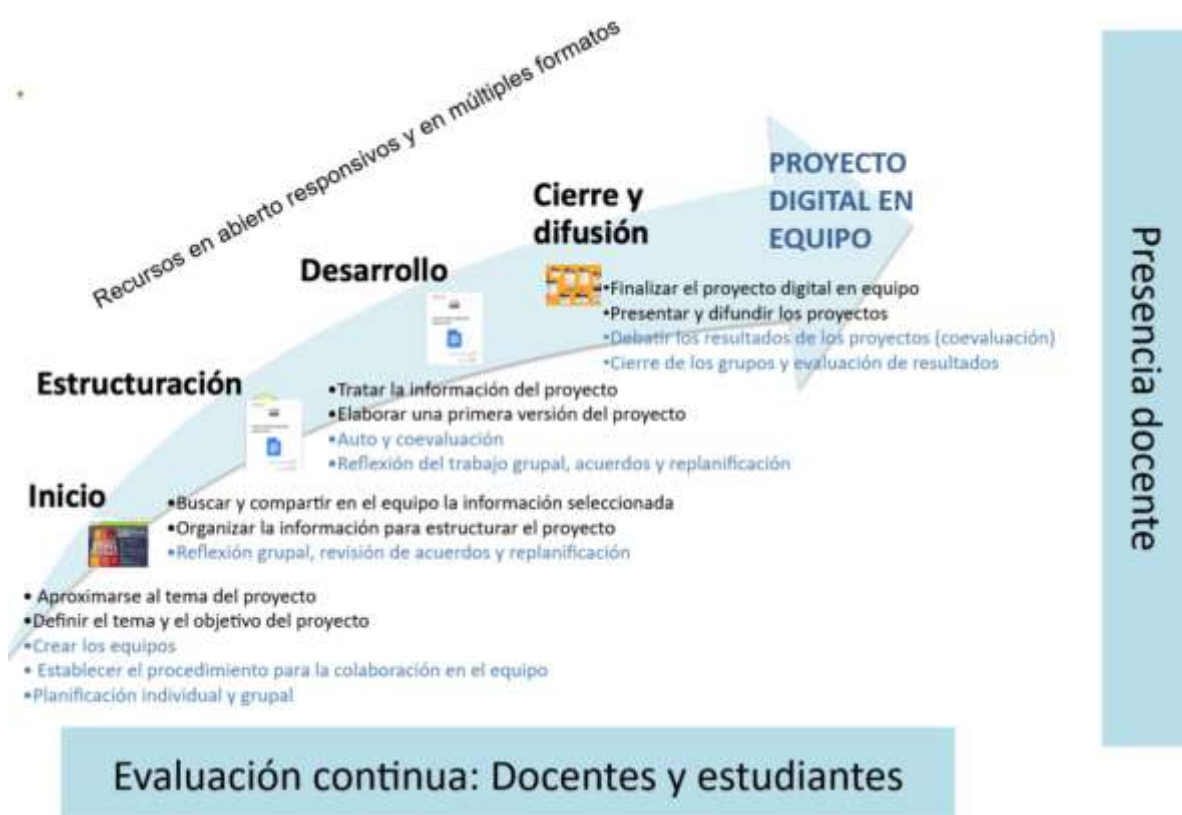 Recursos en abierto responsivos y en múltiples formatos
PROYECTO
DIGITAL EN
EQUIPO
Cierre y
difusión
•Finalizar el proyecto digital en equipo
•Presentar y difundir los proyectos
•Debatir los resultados de los proyectos (coevaluación)
•Cierre de los grupos y evaluación de resultados
Desarrollo
•Tratar la información del proyecto
•Elaborar una primera versión del proyecto
•Auto y coevaluación
•Reflexión del trabajo grupal, acuerdos y replanificación
Estructuración
•Buscar y compartir en el equipo la información seleccionada
•Organizar la información para estructurar el proyecto
•Reflexión grupal, revisión de acuerdos y replanificación
Inicio
• Aproximarse al tema del proyecto
•Definir el tema y el objetivo del proyecto
•Crear los equipos
• Establecer el procedimiento para la colaboración en el equipo
•Planificación individual y grupal
Evaluación continua: Docentes y estudiantes
Presencia docente